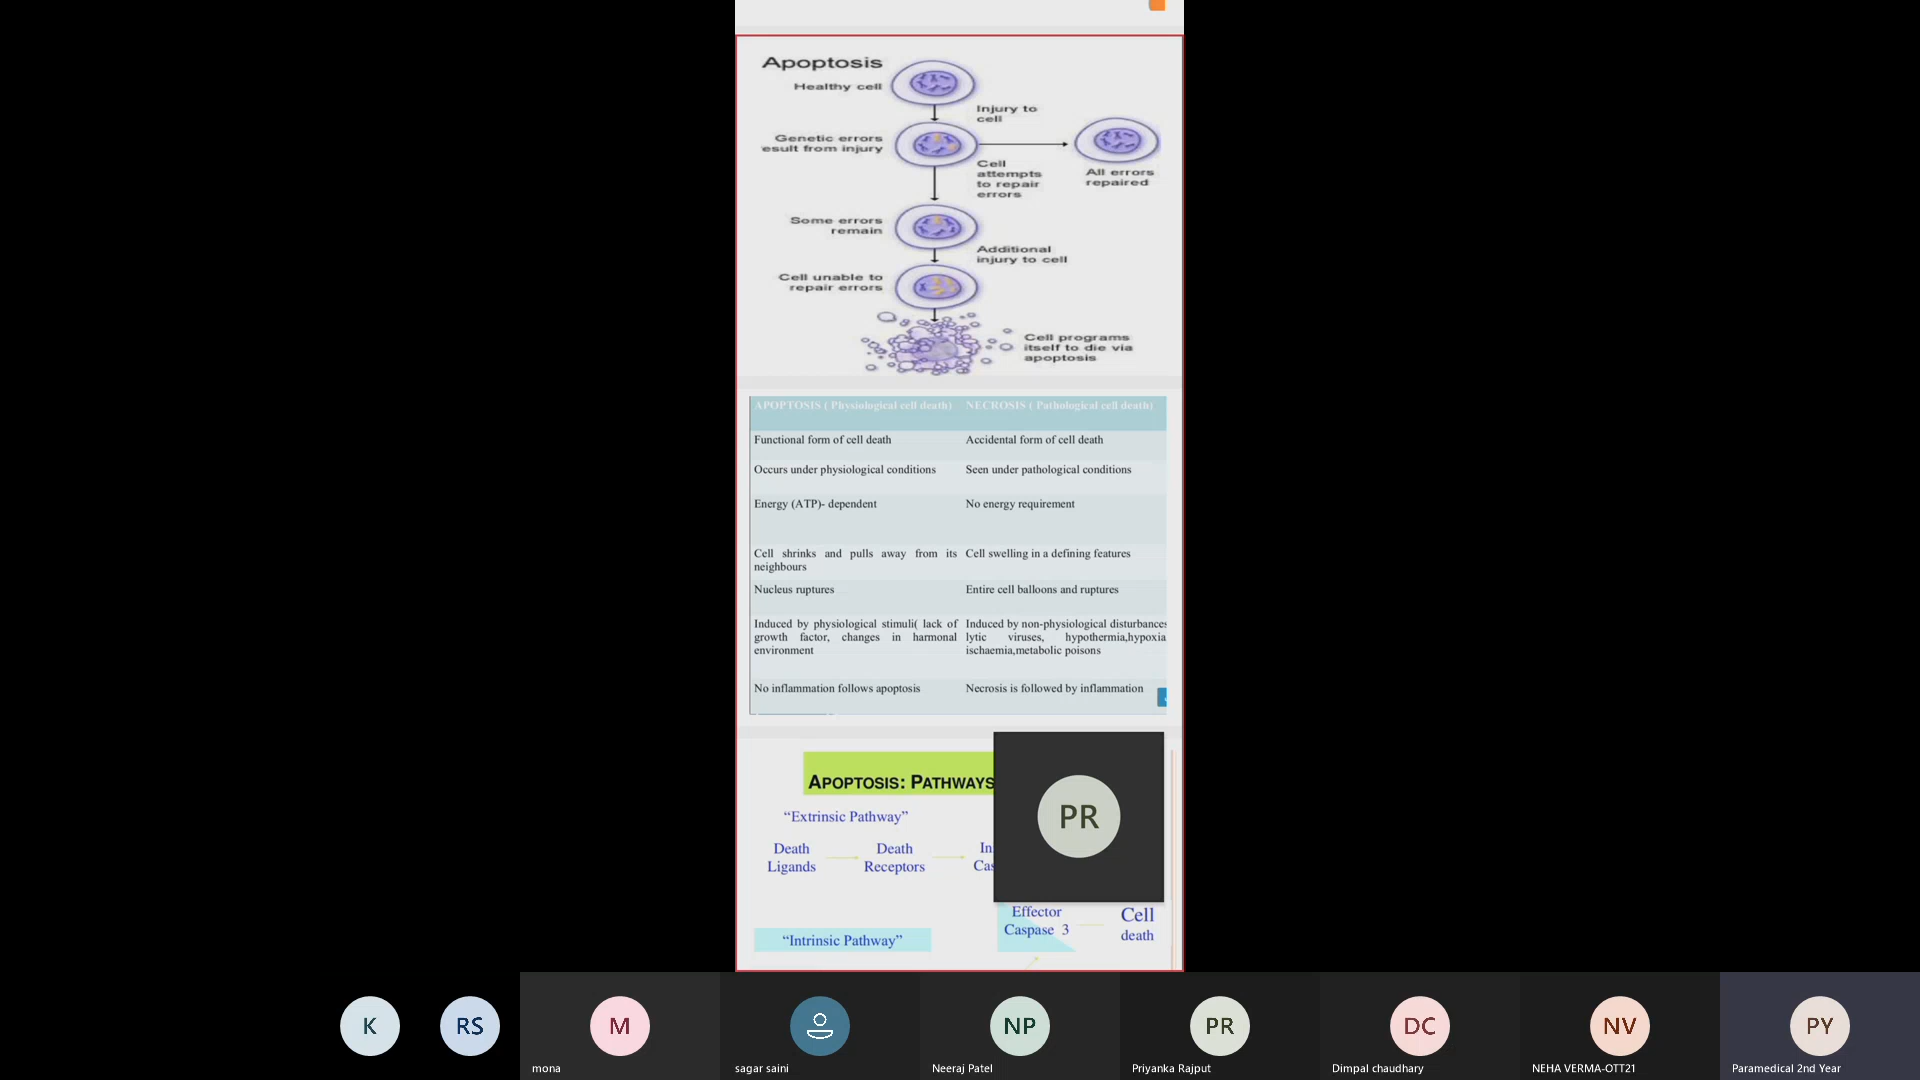 Apoptosis
Healthy cell
Injury to
cell
Genetic errors
esult from injury
Cell
attempts
to repair
errors
All errors
repaired
Some errors
remain
Additional
injury to cell
Cell unable to
repair errors
Cell programs
itself to die via
apoptosis
APOPTOSIS ( Physiological cell death) NECROSIS ( Pathological cell death)
Functional form of cell death Accidental form of cell death
Occurs under physiological conditions Seen under pathological conditions
Energy (ATP)- dependent No energy requirement
Cell shrinks and pulls away from its Cell swelling in a defining features
neighbours
Nucleus ruptures Entire cell balloons and ruptures
Induced by physiological stimuli( lack of Induced by non-physiological disturbances
growth factor, changes in harmonal lytic viruses, hypothermia,hypoxia
environment ischaemia,metabolic poisons
No inflammation follows apoptosis Necrosis is followed by inflammation
APOPTOSIS: PATHWAYS
“Extrinsic Pathway”
Death Death In
Ligands Receptors Cas
PR
Effector Cell
Caspase 3 death
“Intrinsic Pathway”
K RS M NP PR DC NV PY
mona sagar saini Neeraj Patel Priyanka Rajput Dimpal chaudhary NEHA VERMA-OTT21 Paramedical 2nd Year